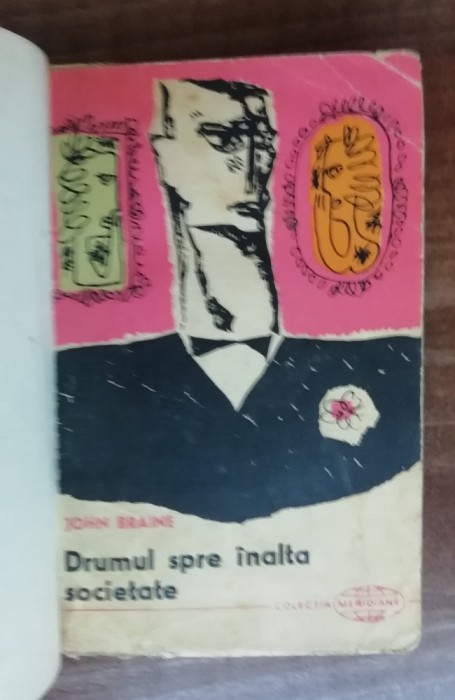 JOHN BRAINE
Drumul spre înalta
societate
COLECȚIA MERIDIANE